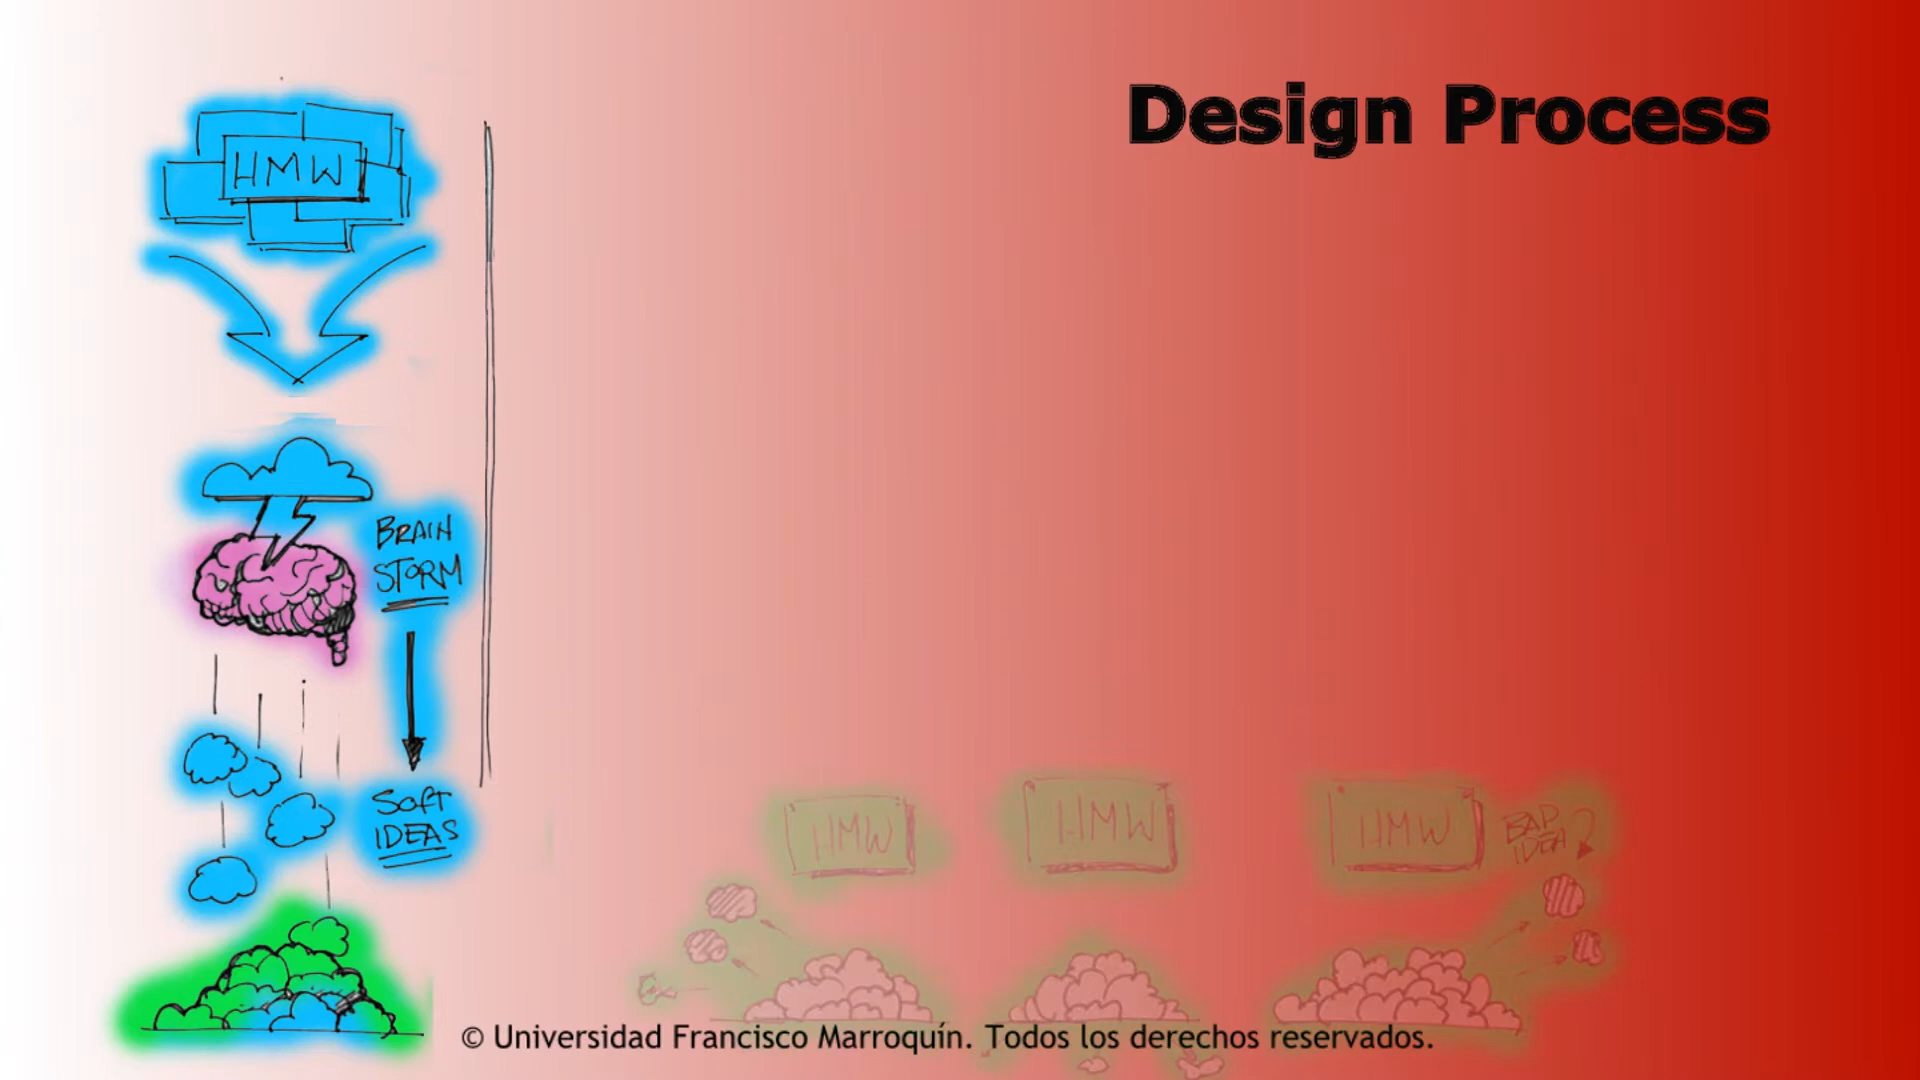 Design Process
HMW
BRAIN
STORM
SOFT
IDEAS
HMW
HMW
HMW
BAD
IDEA
© Universidad Francisco Marroquín. Todos los derechos reservados.